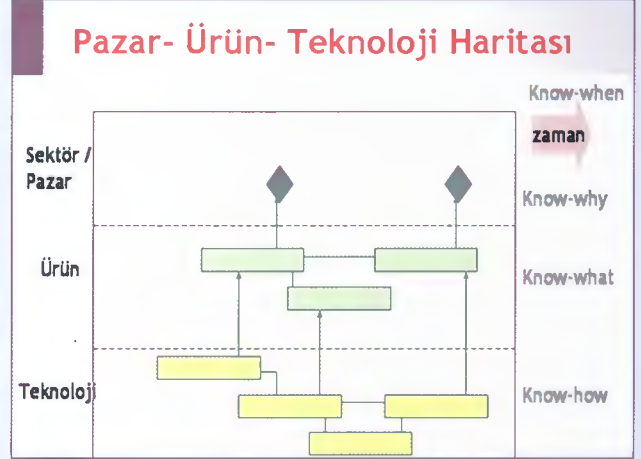 Pazar- Ürün- Teknoloji Haritası
Know-when
zaman
Sektör /
Pazar
Know-why
Ürün
Know-what
Teknoloji
Know-how